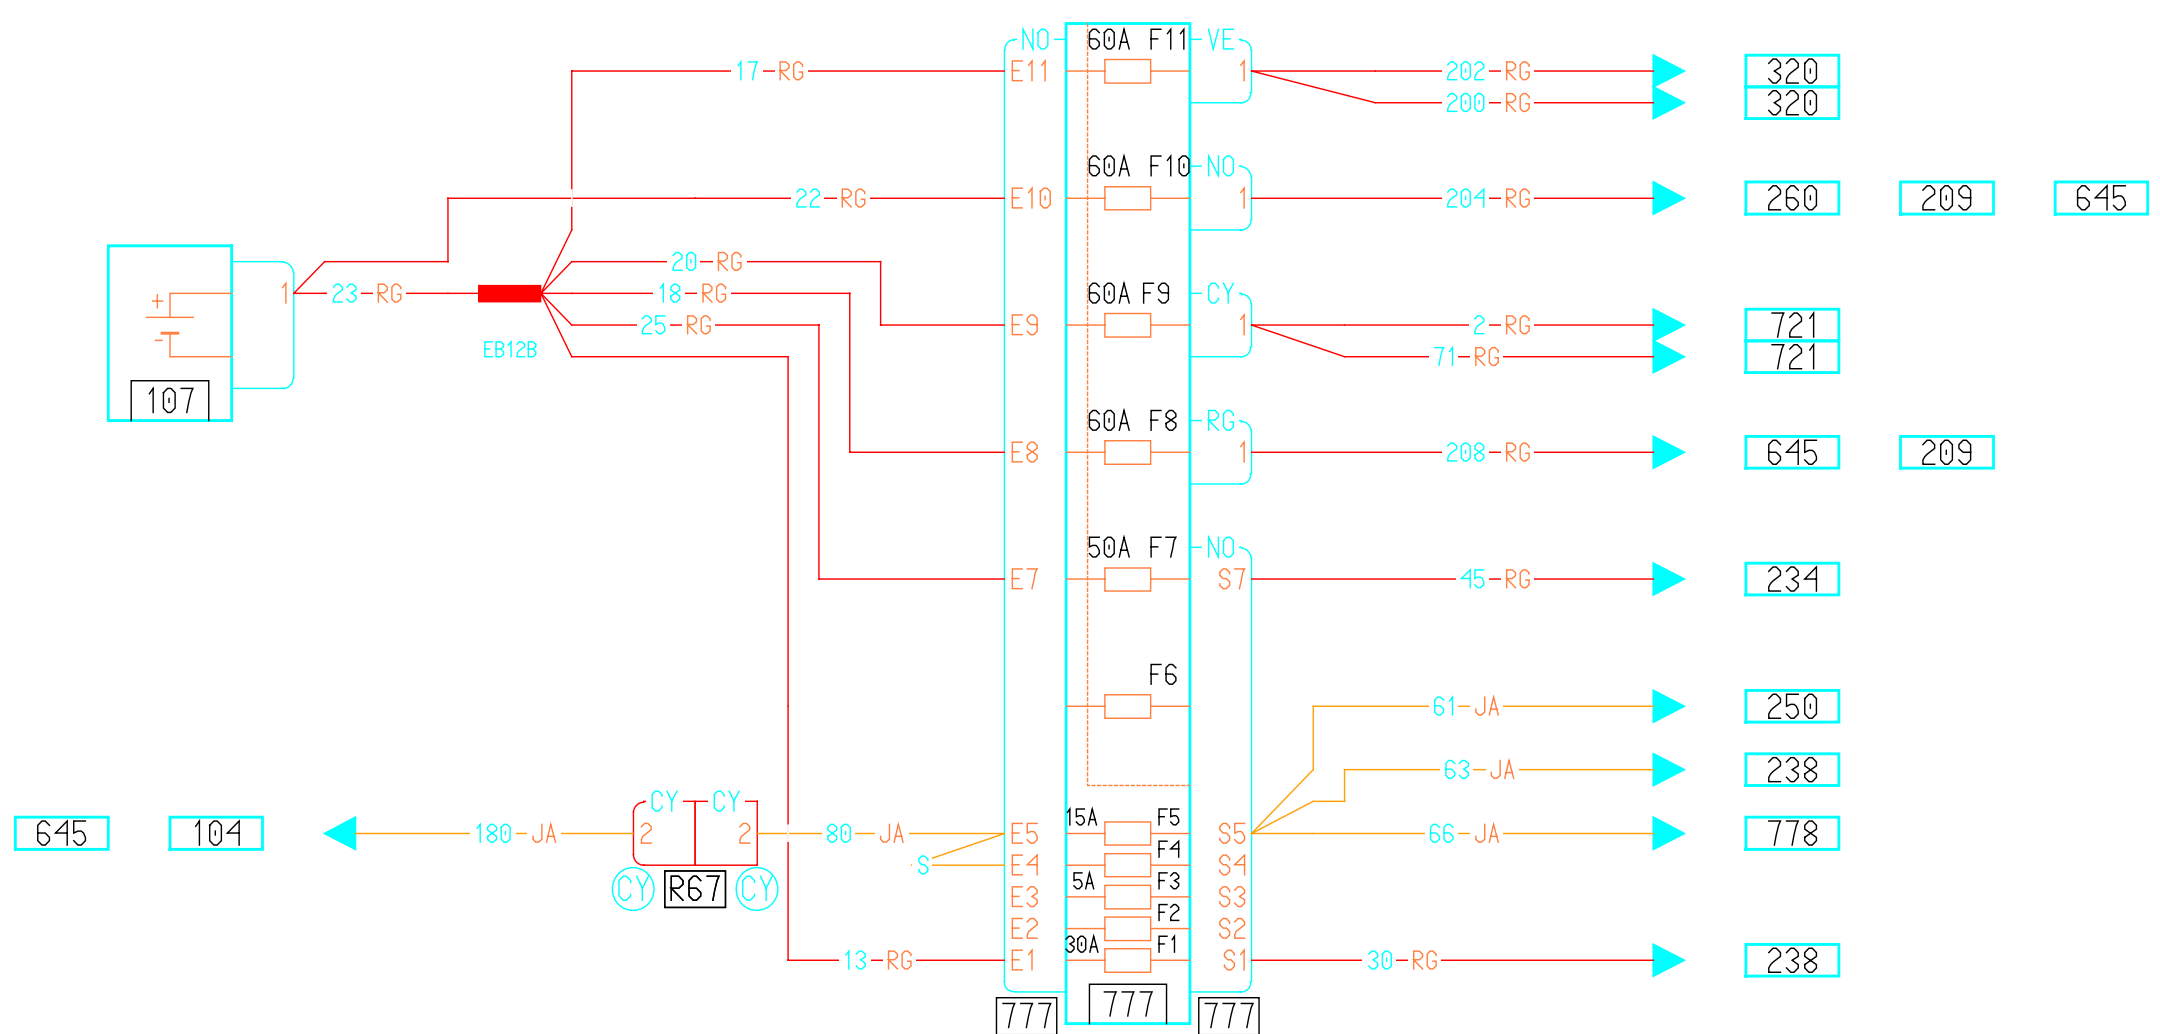 NO 60A F11 VE
17 RG E11 1 202 RG 320
200 RG 320
60A F10 NO
22 RG E10 1 204 RG 260 209 645
20 RG
+ 1 23 RG 18 RG 60A F9 CY
25 RG E9 1 2 RG 721
- EB12B 71 RG 721
107
60A F8 RG
E8 1 208 RG 645 209
50A F7 NO
E7 S7 45 RG 234
F6
61 JA 250
63 JA 238
CY CY
15A F5
645 104 180 JA 2 2 80 JA E5 S5 66 JA 778
F4
S E4 S4
5A F3
CY R67 CY E3 S3
F2
E2 S2
30A F1
13 RG E1 S1 30 RG 238
777 777 777